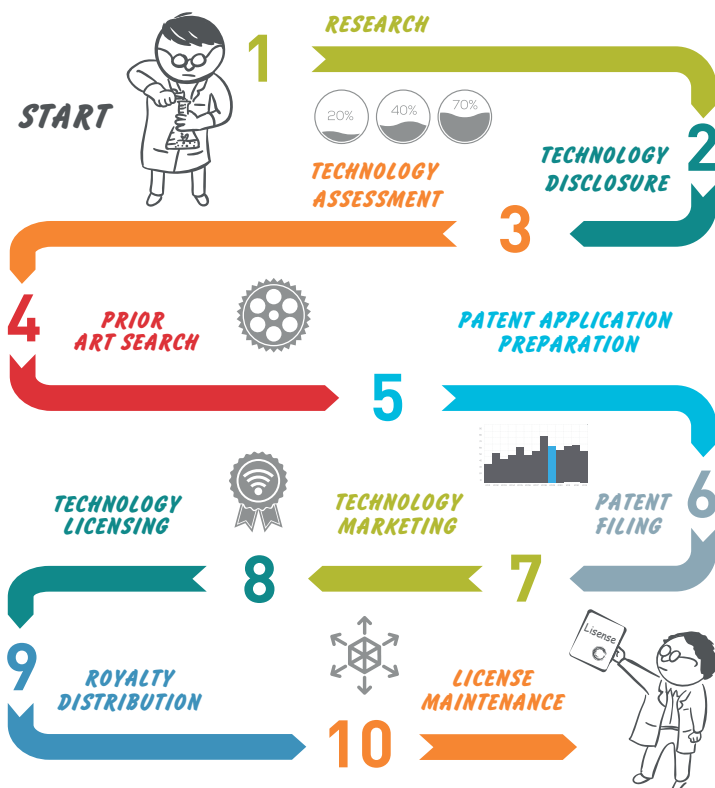 START
1
RESEARCH
20%
40%
70%
2
TECHNOLOGY
DISCLOSURE
TECHNOLOGY
ASSESSMENT
3
4
PRIOR
ART SEARCH
5
PATENT APPLICATION
PREPARATION
6
PATENT
FILING
7
TECHNOLOGY
MARKETING
8
TECHNOLOGY
LICENSING
9
ROYALTY
DISTRIBUTION
10
LICENSE
MAINTENANCE
Lisense